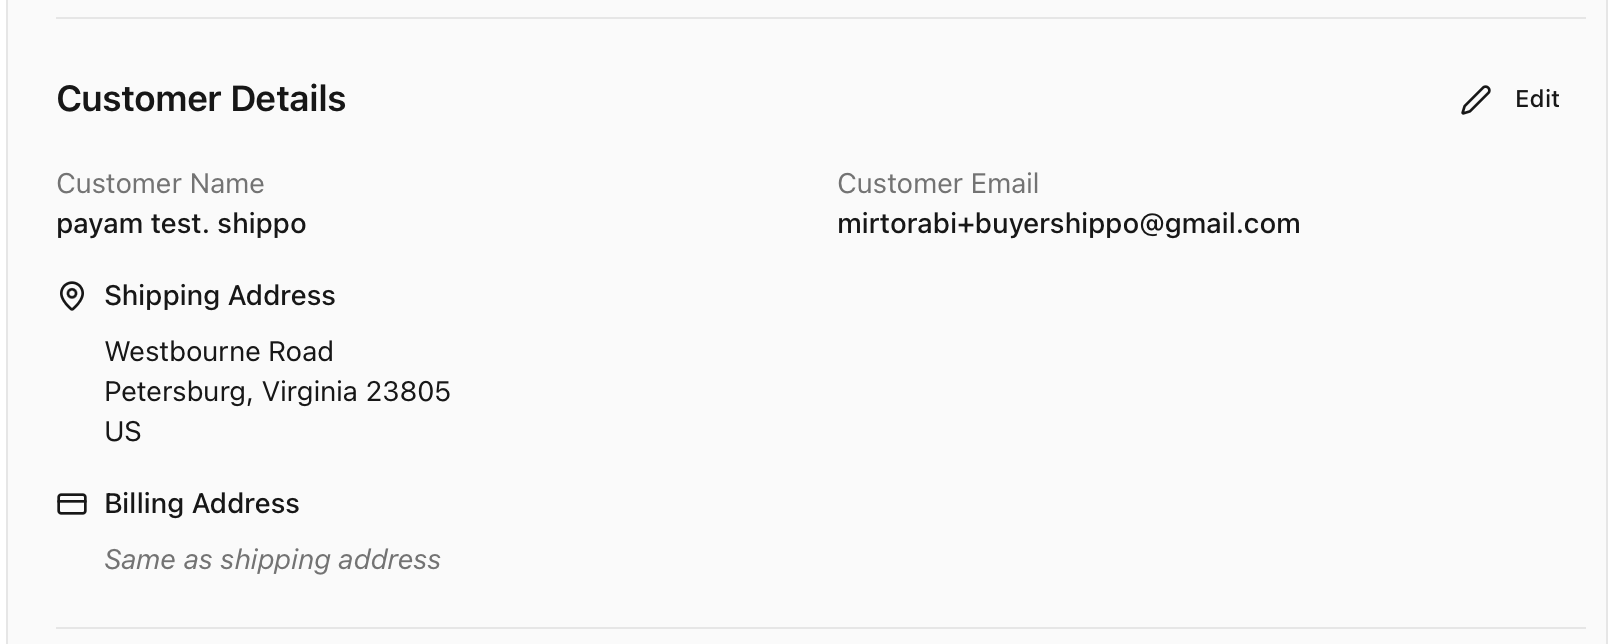 Customer Details
Edit
Customer Name
payam test. shippo
Customer Email
mirtorabi+buyershippo@gmail.com
Shipping Address
Westbourne Road
Petersburg, Virginia 23805
US
Billing Address
Same as shipping address